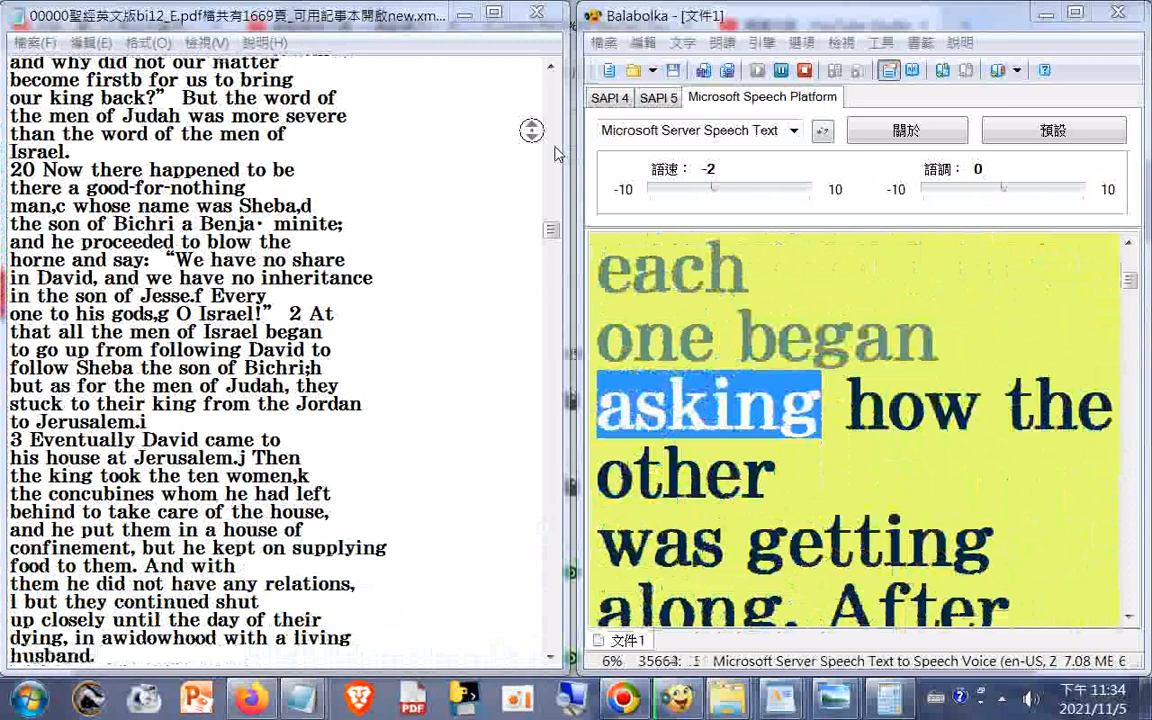 00000聖經英文版bi12_E.pdf檔共有1669頁_可用記事本開啟new.xm...
檔案(F) 編輯(E) 格式(O) 檢視(V) 說明(H)
and why did not our matter
become firstb for us to bring
our king back?” But the word of
the men of Judah was more severe
than the word of the men of
Israel.
20 Now there happened to be
there a good-for-nothing
man,c whose name was Sheba,d
the son of Bichri a Benja· minite;
and he proceeded to blow the
horne and say: “We have no share
in David, and we have no inheritance
in the son of Jesse.f Every
one to his gods,g O Israel!” 2 At
that all the men of Israel began
to go up from following David to
follow Sheba the son of Bichri;h
but as for the men of Judah, they
stuck to their king from the Jordan
to Jerusalem.i
3 Eventually David came to
his house at Jerusalem.j Then
the king took the ten women,k
the concubines whom he had left
behind to take care of the house,
and he put them in a house of
confinement, but he kept on supplying
food to them. And with
them he did not have any relations,
l but they continued shut
up closely until the day of their
dying, in awidowhood with a living
husband.
Balabolka - [文件1]
檔案 編輯 文字 朗讀 引擎 選項 檢視 工具 書籤 說明
SAPI 4 SAPI 5 Microsoft Speech Platform
Microsoft Server Speech Text 關於 預設
語速： -2 語調： 0
-10 10 -10 10
each
one began
asking how the
other
was getting
along. After
文件1
6% Microsoft Server Speech Text to Speech Voice (en-US, 2 7.08 MB 6
下午 11:34
2021/11/5